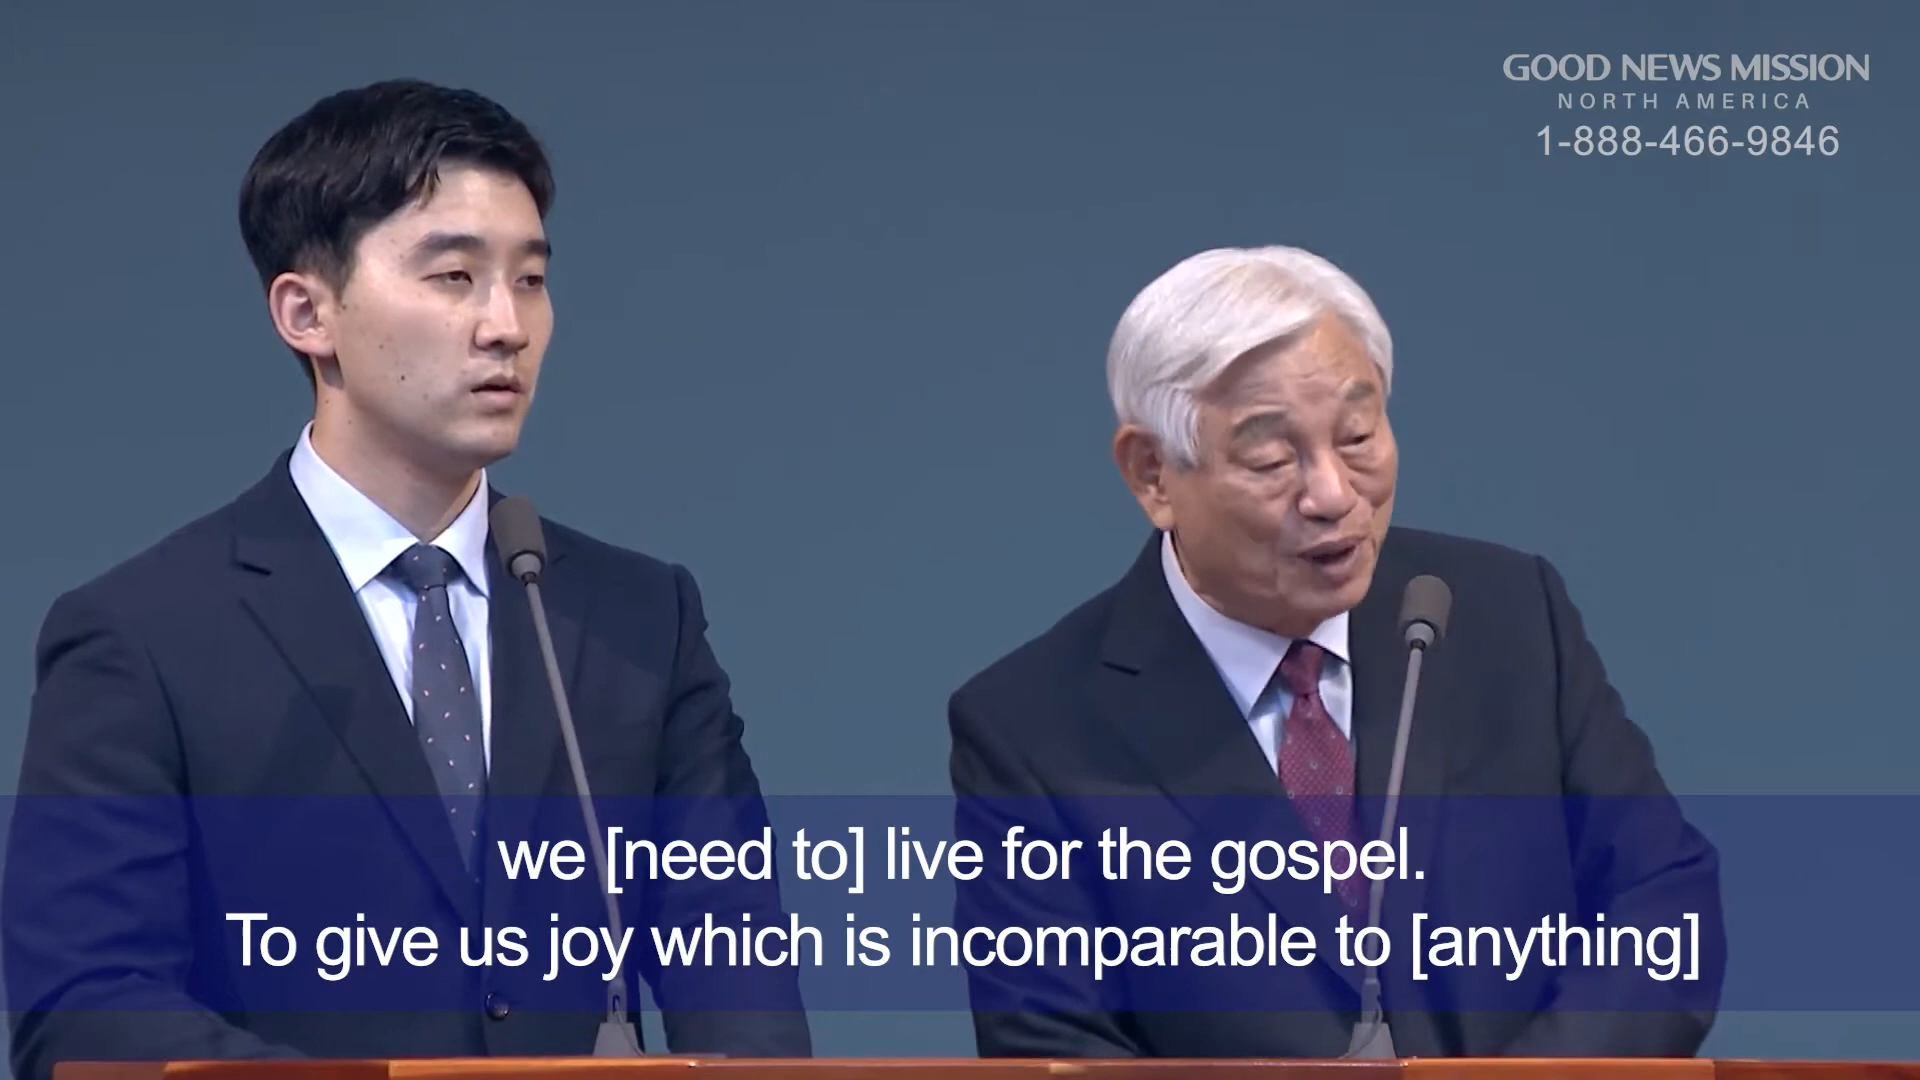 GOOD NEWS MISSION
NORTH AMERICA
1-888-466-9846
we [need to] live for the gospel.
To give us joy which is incomparable to [anything]